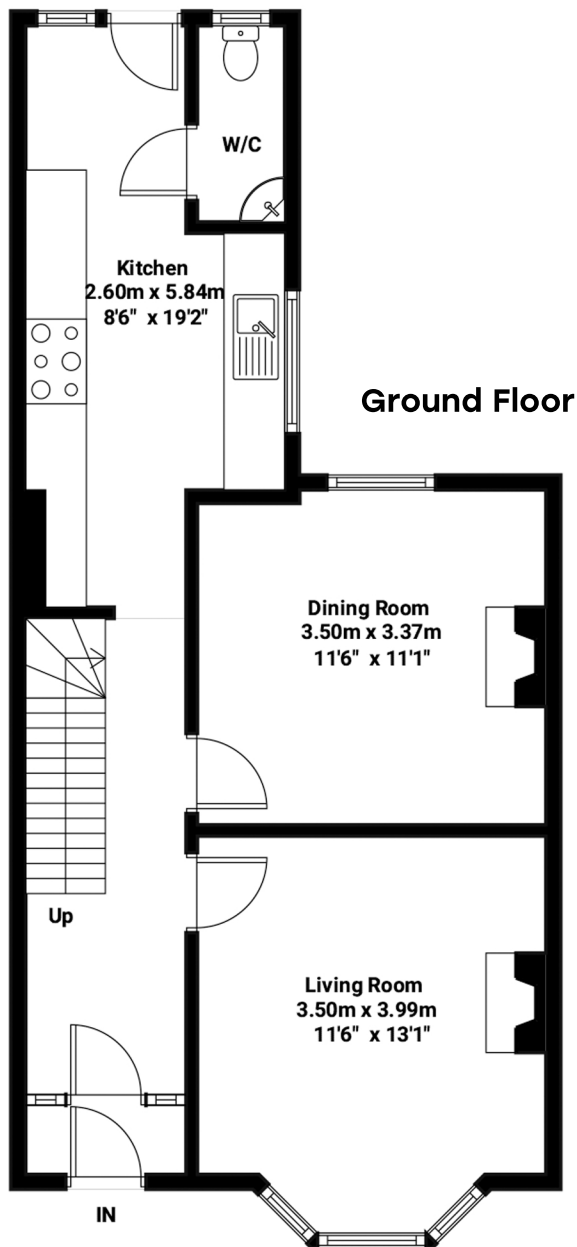 W/C
Kitchen
2.60m x 5.84m
8'6" x 19'2"
Ground Floor
Dining Room
3.50m x 3.37m
11'6" x 11'1"
Up
Living Room
3.50m x 3.99m
11'6" x 13'1"
IN